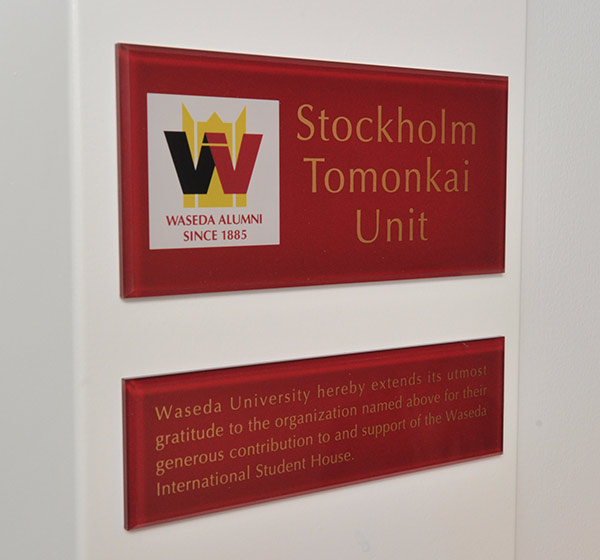 Stockholm
Tomonkai
Unit
W
WASEDA ALUMNI
SINCE 1885
Waseda University hereby extends its utmost
gratitude to the organization named above for their
generous contribution to and support of the Waseda
International Student House.